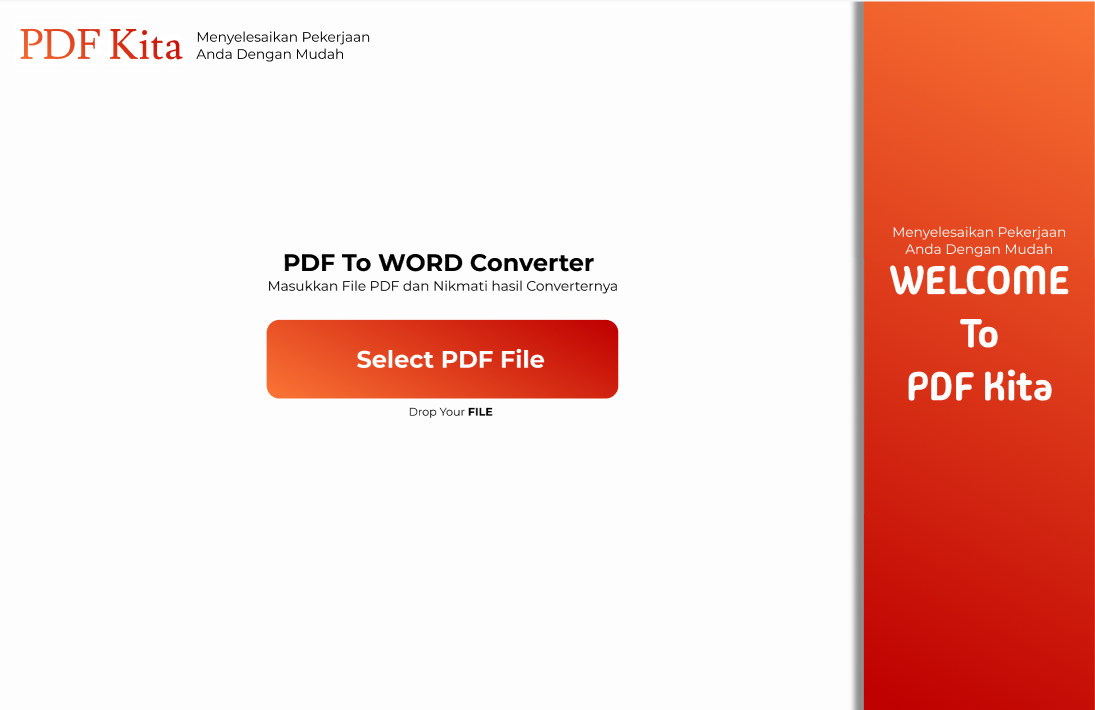 PDF Kita
Menyelesaikan Pekerjaan
Anda Dengan Mudah
PDF To WORD Converter
Masukkan File PDF dan Nikmati hasil Converternya
Select PDF File
Drop Your FILE
Menyelesaikan Pekerjaan
Anda Dengan Mudah
WELCOME
To
PDF Kita